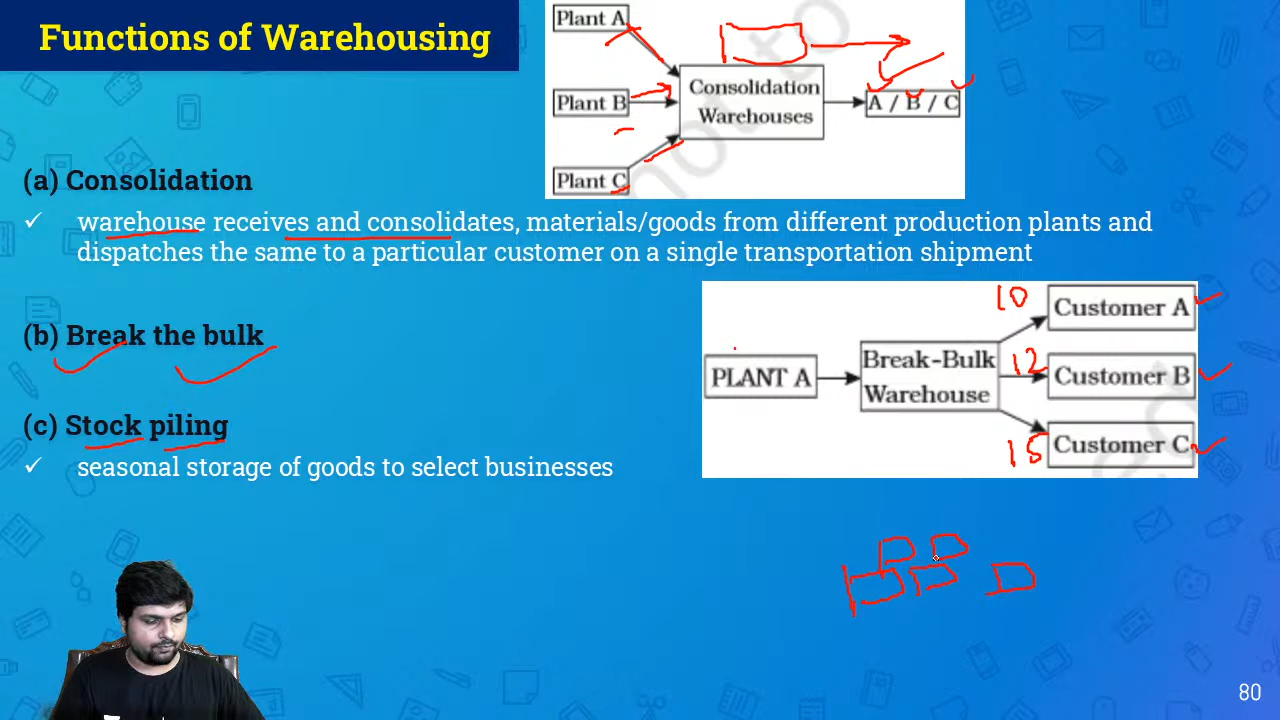 Functions of Warehousing
Plant A
Plant B
Plant C
Consolidation
Warehouses
A / B / C
(a) Consolidation
✓ warehouse receives and consolidates, materials/goods from different production plants and
dispatches the same to a particular customer on a single transportation shipment
(b) Break the bulk
PLANT A
Break-Bulk
Warehouse
10
Customer A
12
Customer B
15
Customer C
(c) Stock piling
✓ seasonal storage of goods to select businesses
80